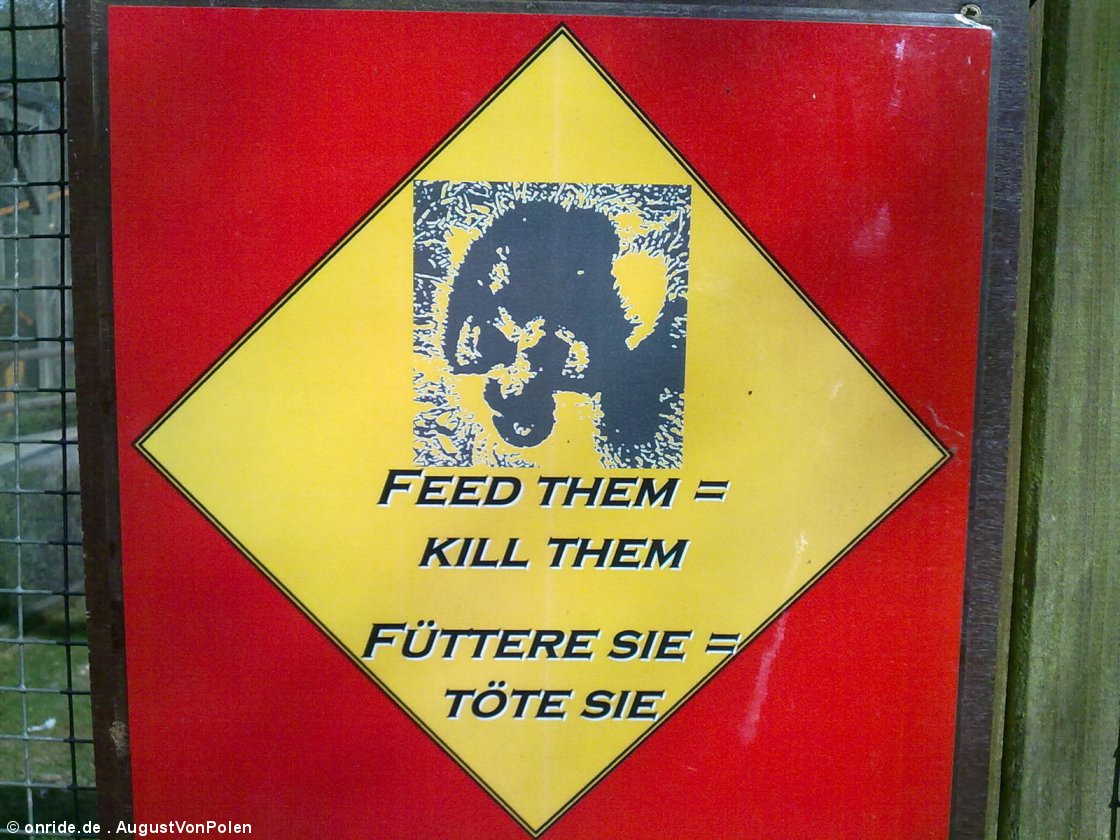 FEED THEM =
KILL THEM
FÜTTERE SIE =
TÖTE SIE
© onride.de . AugustVonPolen